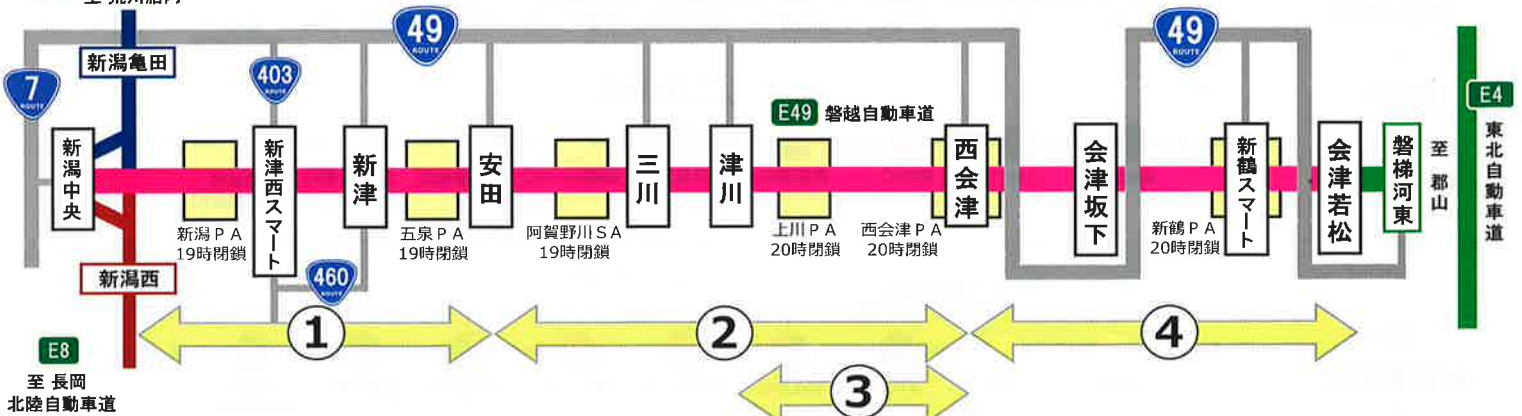 49
ROUTE
49
ROUTE
新潟亀田
7
ROUTE
403
ROUTE
E4
E49 磐越自動車道
東北自動車道
新潟中央
新津西スマート
新津
安田
三川
津川
西会津
会津坂下
新鶴スマート
会津若松
磐梯河東
至 郡山
新潟PA
19時閉鎖
五泉PA
19時閉鎖
阿賀野川SA
19時閉鎖
上川PA
20時閉鎖
西会津PA
20時閉鎖
新鶴PA
20時閉鎖
新潟西
460
ROUTE
①
②
④
③
E8
至 長岡
北陸自動車道